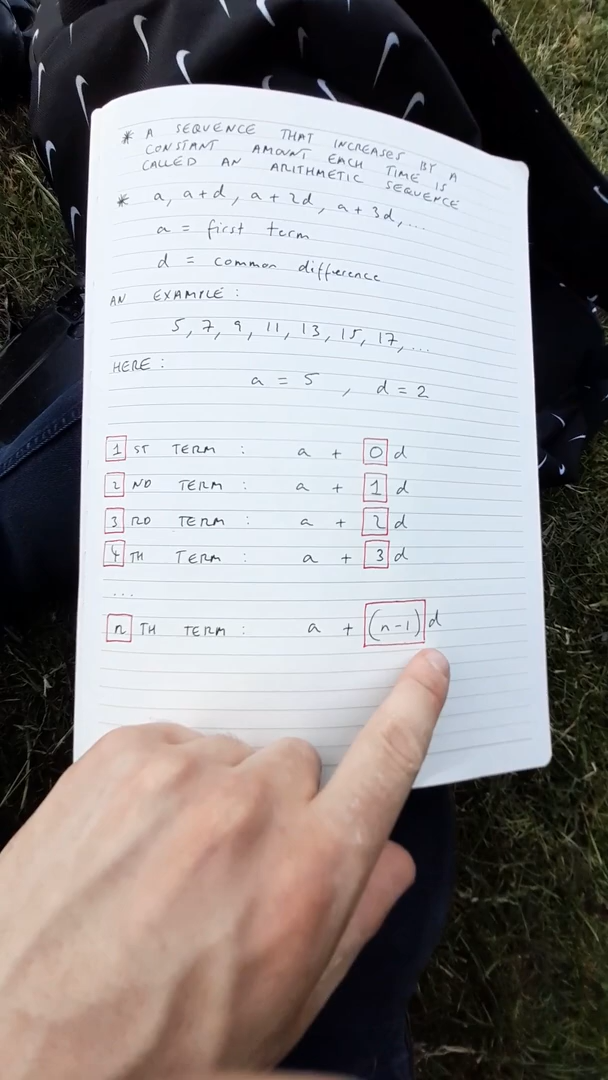 * A SEQUENCE THAT INCREASES BY A
CONSTANT AMOUNT EACH TIME IS
CALLED AN ARITHMETIC SEQUENCE
* a, a+d, a + 2d, a + 3d, ...
a = first term
d = common difference
AN EXAMPLE :
5, 7, 9, 11, 13, 15, 17, ...
HERE :
a = 5 , d = 2
1 ST TERM : a + 0 d
2 ND TERM : a + 1 d
3 RD TERM : a + 2 d
4 TH TERM : a + 3 d
...
n TH TERM : a + (n-1) d